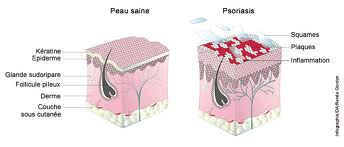 Peau saine
Psoriasis
Kératine
Epiderme
Glande sudoripare
Follicule pileux
Derme
Couche
sous cutanée
Squames
Plaques
Inflammation